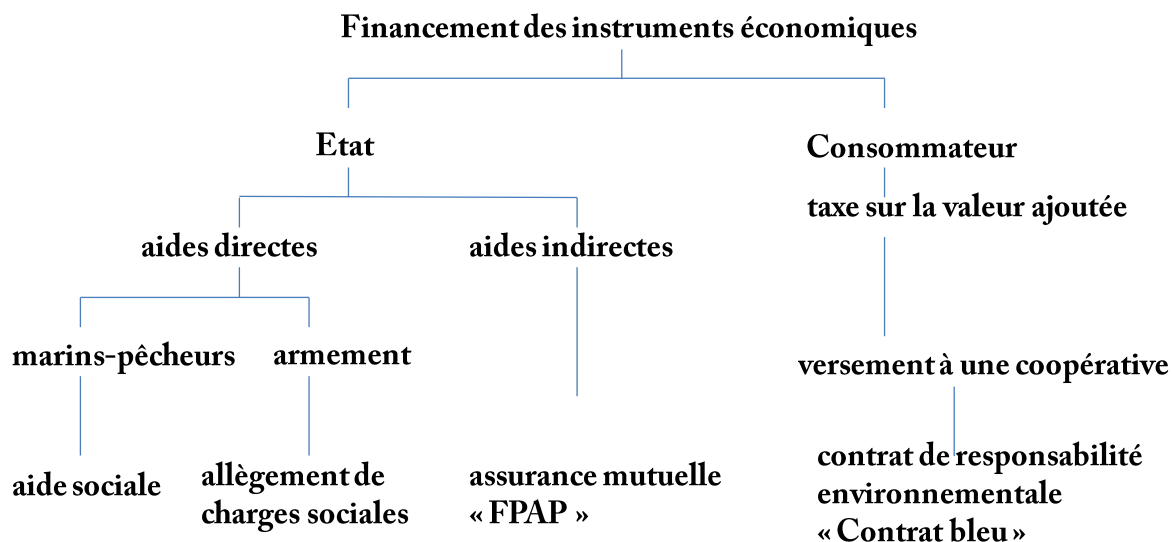 Financement des instruments économiques
Etat
Consommateur
taxe sur la valeur ajoutée
aides directes
aides indirectes
marins-pêcheurs
armement
versement à une coopérative
aide sociale
allègement de
charges sociales
assurance mutuelle
« FPAP »
contrat de responsabilité
environnementale
« Contrat bleu »